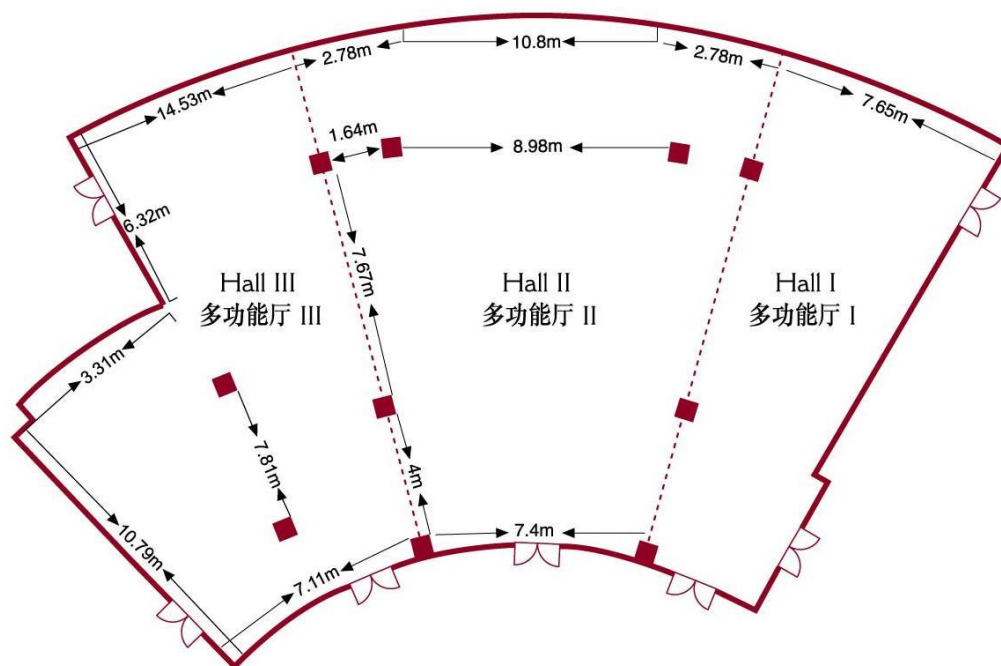 10.8m
2.78m
2.78m
14.53m
7.65m
1.64m
8.98m
6.32m
7.67m
Hall III
多功能厅 III
Hall II
多功能厅 II
Hall I
多功能厅 I
3.31m
7.81m
4m
10.79m
7.4m
7.11m